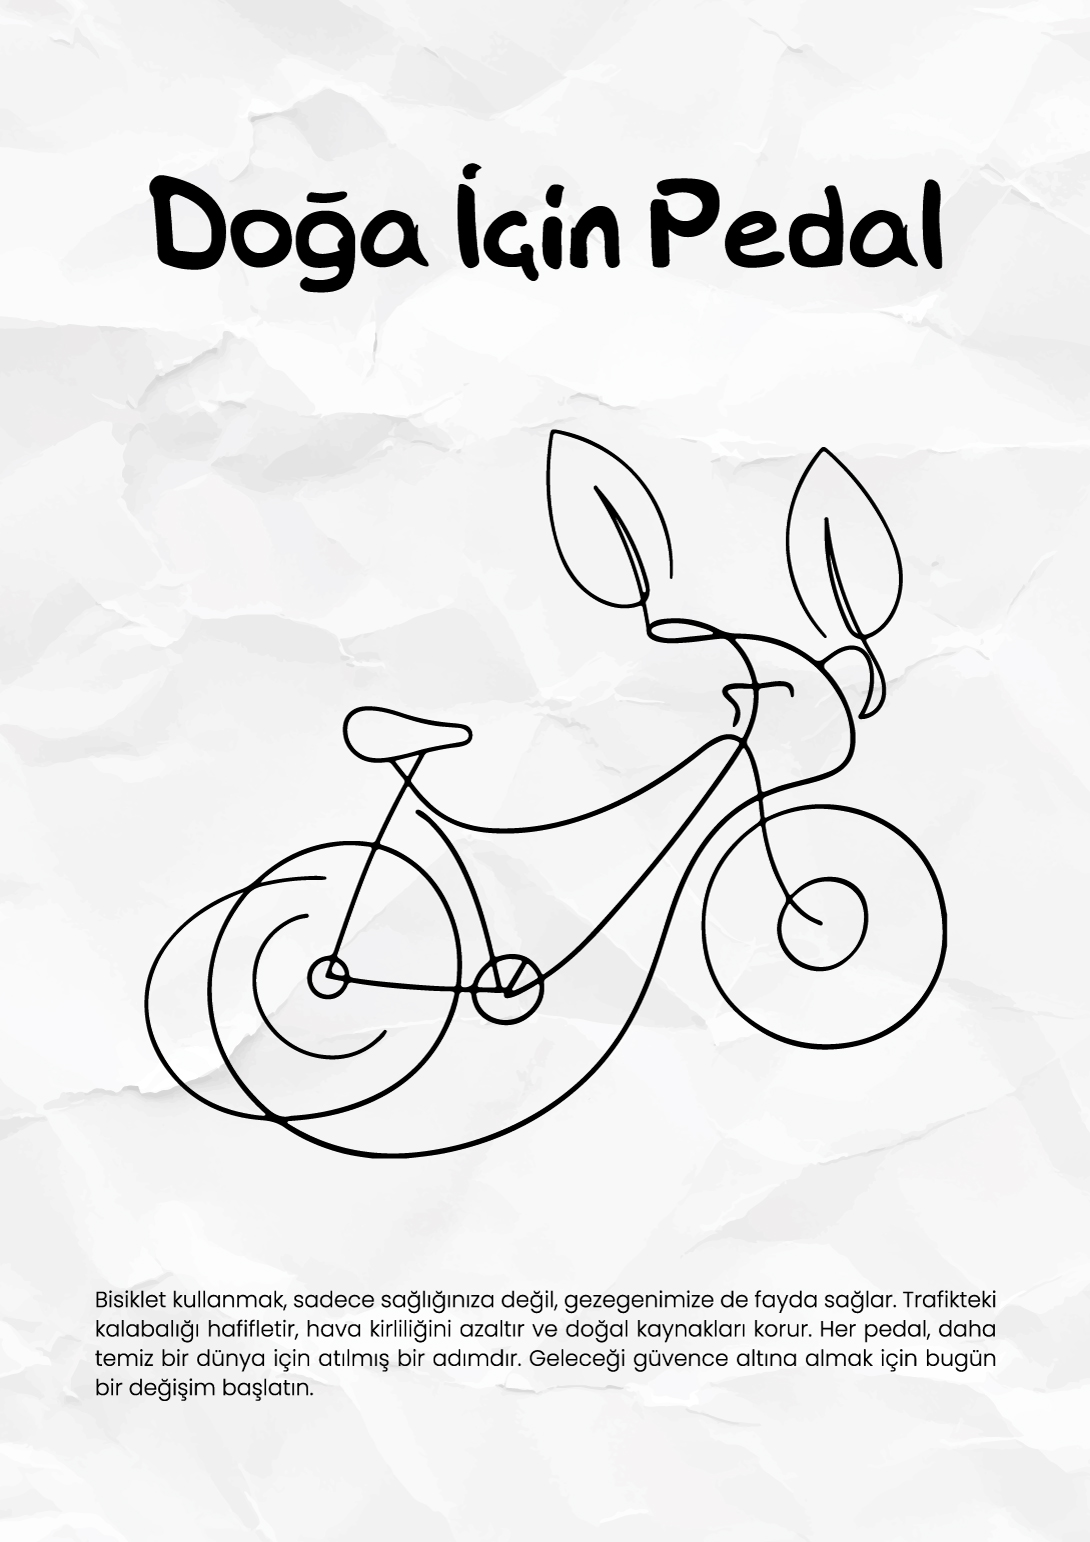 Doğa İçin Pedal
Bisiklet kullanmak, sadece sağlığınıza değil, gezegenimize de fayda sağlar. Trafikteki
kalabalığı hafifletir, hava kirliliğini azaltır ve doğal kaynakları korur. Her pedal, daha
temiz bir dünya için atılmış bir adımdır. Geleceği güvence altına almak için bugün
bir değişim başlatın.